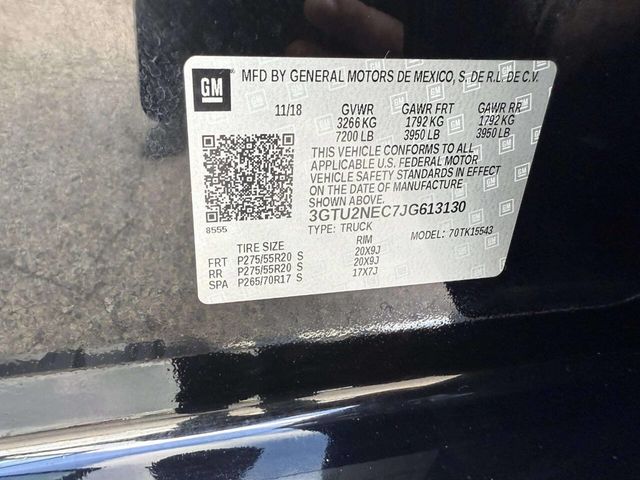 GM MFD BY GENERAL MOTORS DE MEXICO, S. DE R.L. DE C.V.
11/18 GVWR GAWR FRT GAWR RR
3266 KG 1792 KG 1792 KG
7200 LB 3950 LB 3950 LB
THIS VEHICLE CONFORMS TO ALL
APPLICABLE U.S. FEDERAL MOTOR
VEHICLE SAFETY STANDARDS IN EFFECT
ON THE DATE OF MANUFACTURE
SHOWN ABOVE.
3GTU2NEC7JG613130
8555
TYPE: TRUCK MODEL: 70TK15543
TIRE SIZE RIM
FRT P275/55R20 S 20X9J
RR P275/55R20 S 20X9J
SPA P265/70R17 S 17X7J